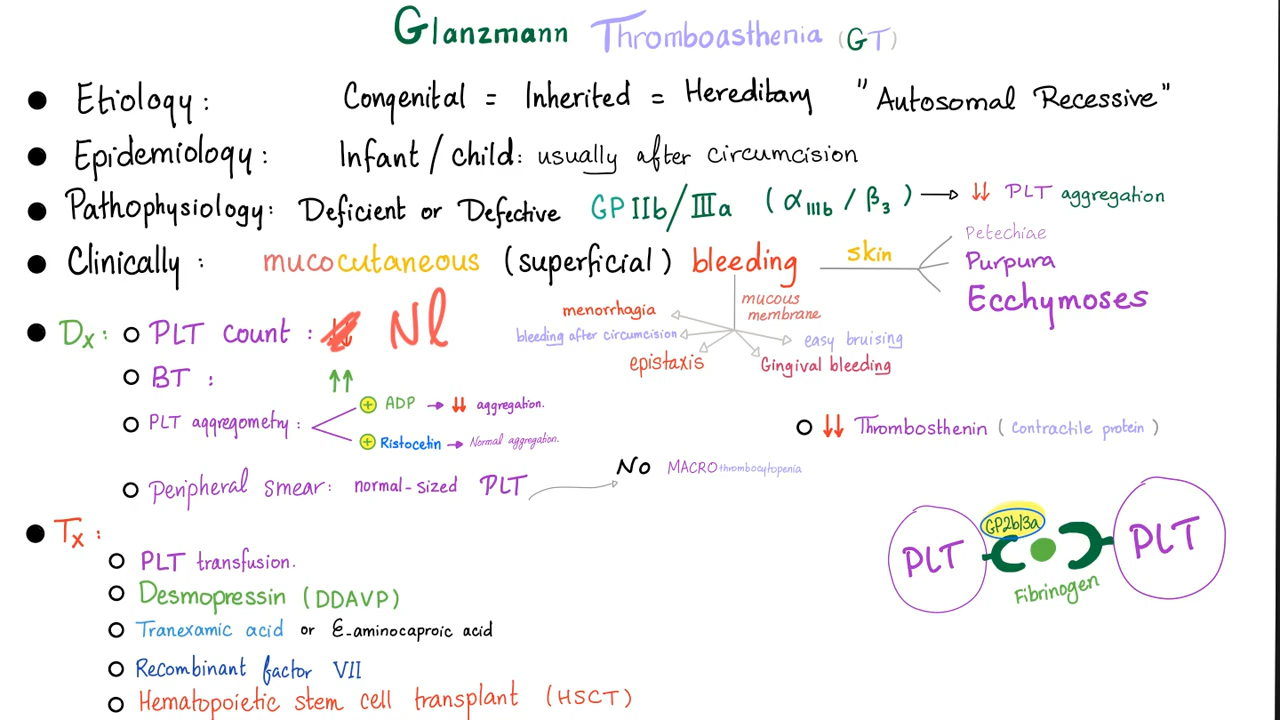 Glanzmann Thromboasthenia (GT)
Etiology: Congenital = Inherited = Hereditary "Autosomal Recessive"
Epidemiology: Infant / child: usually after circumcision
Pathophysiology: Deficient or Defective GPIIb/IIIa (αIIIb / β3) → ↓↓ PLT aggregation
Clinically: mucocutaneous (superficial) bleeding skin
Petechiae
Purpura
Ecchymoses
mucous membrane
menorrhagia
bleeding after circumcision
epistaxis
Gingival bleeding
easy bruising
Dx: PLT count: Nl
BT: ↑↑
PLT aggregometry:
+ ADP → ↓↓ aggregation.
+ Ristocetin → Normal aggregation.
↓↓ Thrombosthenin (contractile protein)
Peripheral smear: normal-sized PLT
No MACROthrombocytopenia
Tx:
PLT transfusion.
Desmopressin (DDAVP)
Tranexamic acid or Ɛ-aminocaproic acid
Recombinant factor VII
Hematopoietic stem cell transplant (HSCT)
GP2b/3a
PLT
PLT
Fibrinogen